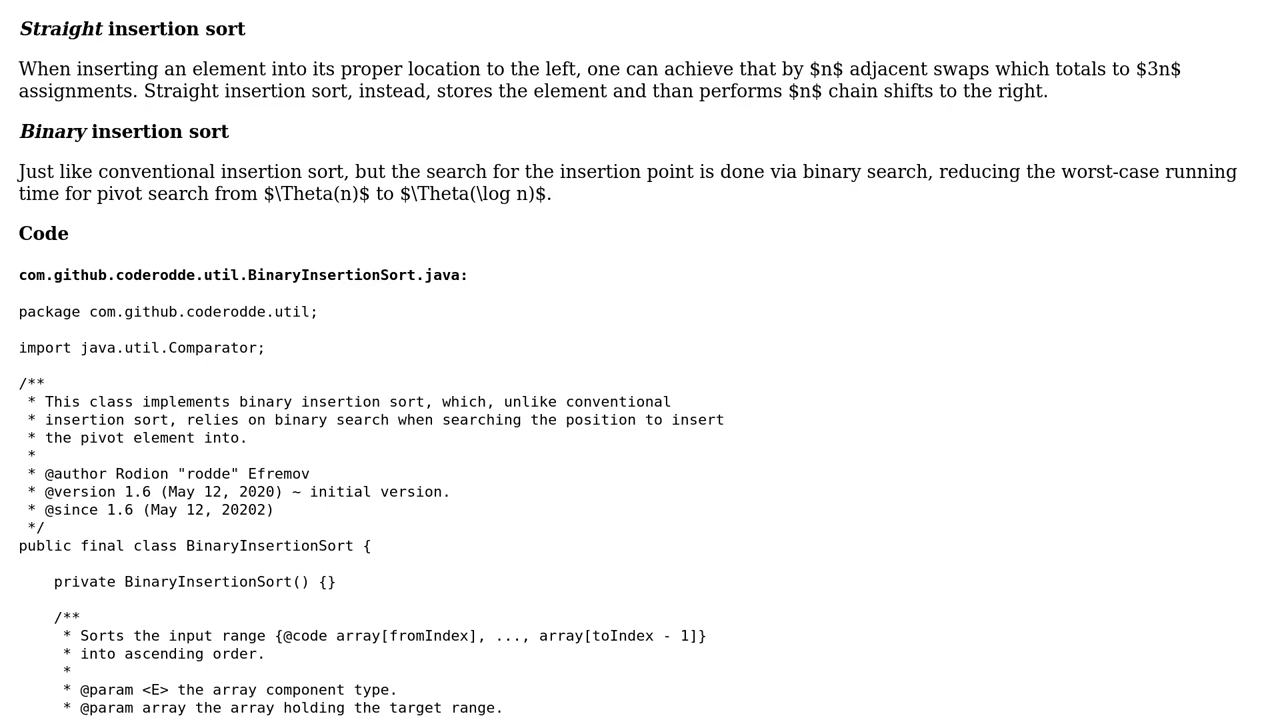 Straight insertion sort
When inserting an element into its proper location to the left, one can achieve that by $n$ adjacent swaps which totals to $3n$
assignments. Straight insertion sort, instead, stores the element and than performs $n$ chain shifts to the right.
Binary insertion sort
Just like conventional insertion sort, but the search for the insertion point is done via binary search, reducing the worst-case running
time for pivot search from $\Theta(n)$ to $\Theta(\log n)$.
Code
com.github.coderodde.util.BinaryInsertionSort.java:
package com.github.coderodde.util;
import java.util.Comparator;
/**
 * This class implements binary insertion sort, which, unlike conventional
 * insertion sort, relies on binary search when searching the position to insert
 * the pivot element into.
 *
 * @author Rodion "rodde" Efremov
 * @version 1.6 (May 12, 2020) ~ initial version.
 * @since 1.6 (May 12, 20202)
 */
public final class BinaryInsertionSort {
    private BinaryInsertionSort() {}
    /**
     * Sorts the input range {@code array[fromIndex], ..., array[toIndex - 1]}
     * into ascending order.
     *
     * @param <E> the array component type.
     * @param array the array holding the target range.